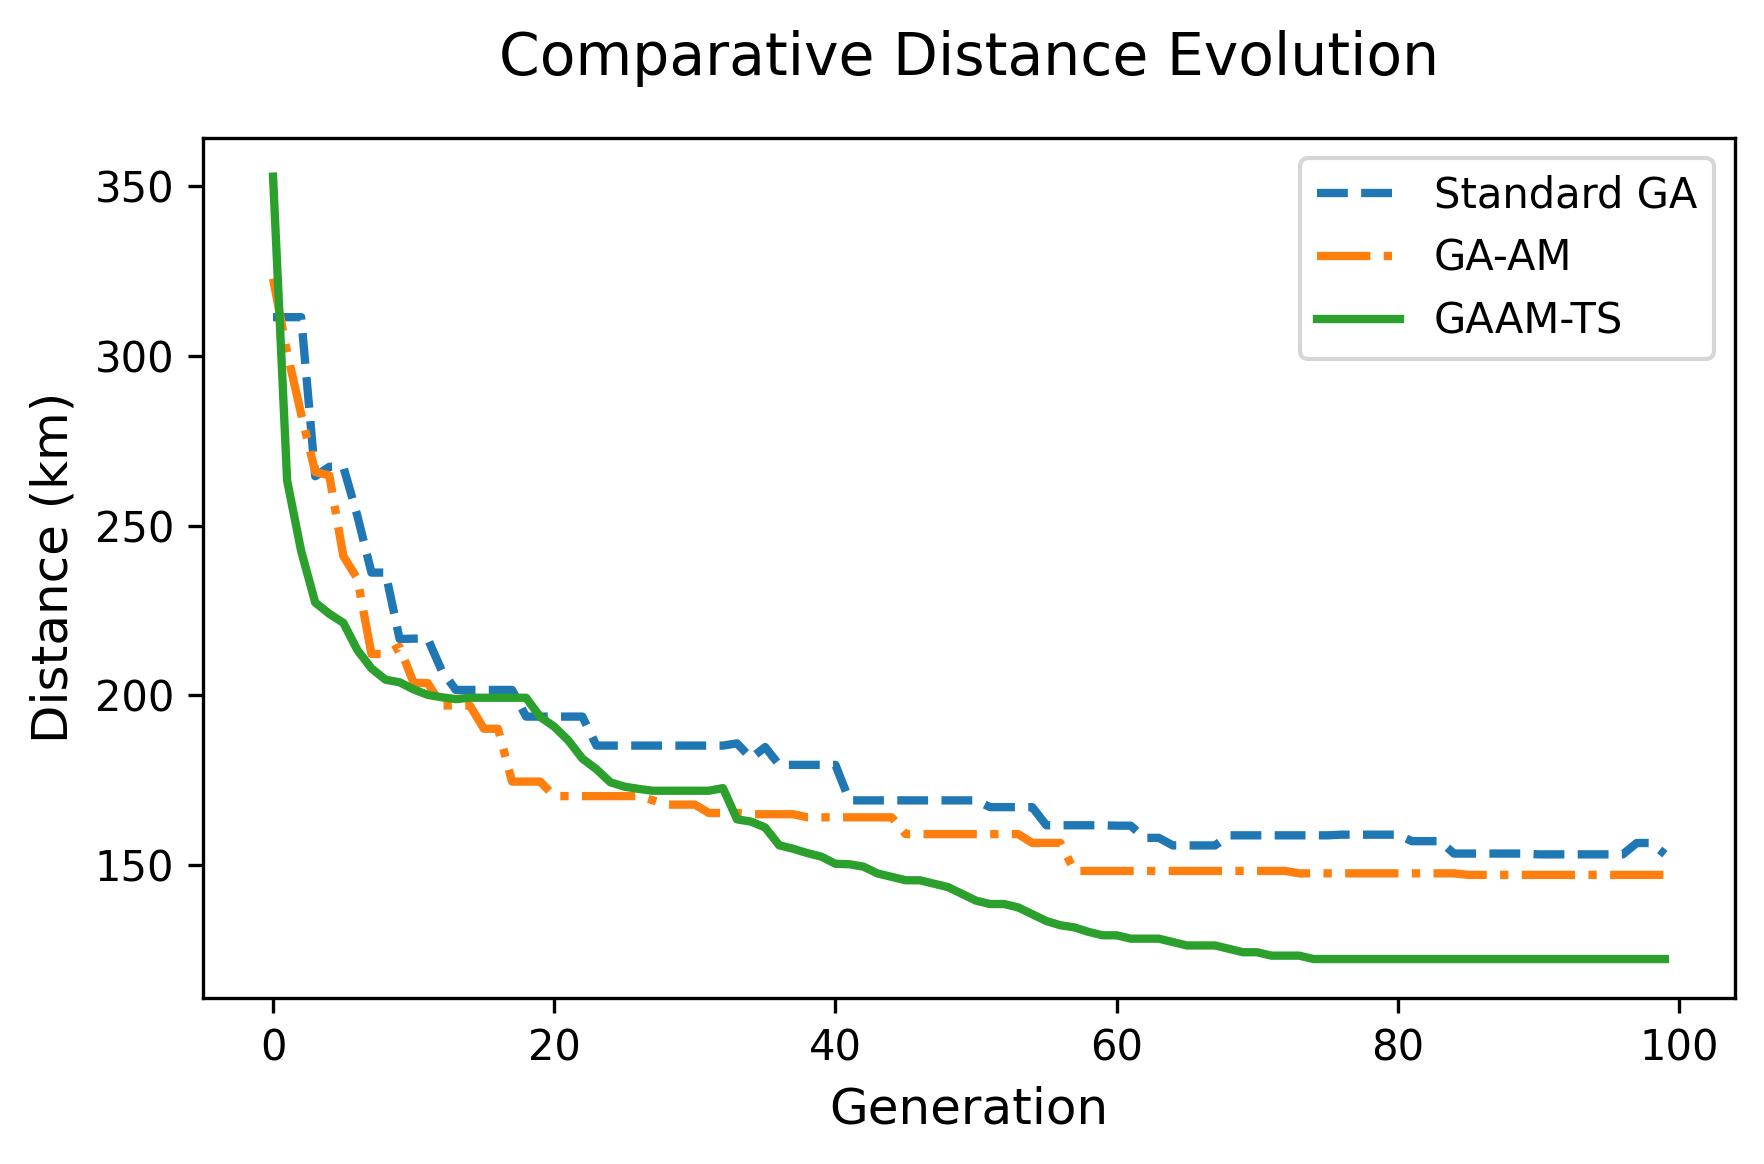 Comparative Distance Evolution
350
300
250
200
150
Distance (km)
Standard GA
GA-AM
GAAM-TS
0 20 40 60 80 100
Generation